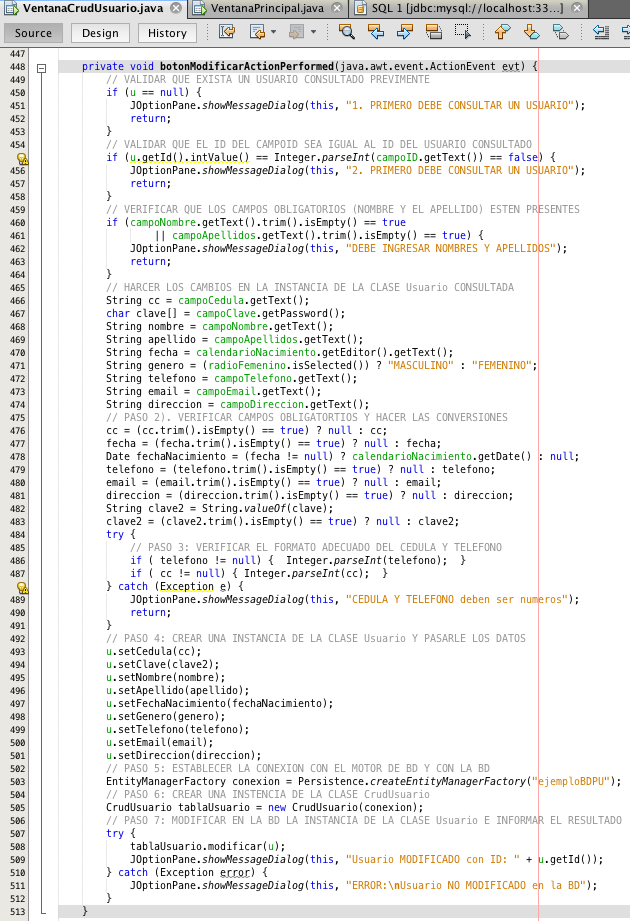 VentanaCrudUsuario.java VentanaPrincipal.java SQL 1 [jdbc:mysql://localhost:33...]
Source Design History
447
448 private void botonModificarActionPerformed(java.awt.event.ActionEvent evt) {
449 // VALIDAR QUE EXISTA UN USUARIO CONSULTADO PREVIMENTE
450 if (u == null) {
451 JOptionPane.showMessageDialog(this, "1. PRIMERO DEBE CONSULTAR UN USUARIO");
452 return;
453 }
454 // VALIDAR QUE EL ID DEL CAMPOID SEA IGUAL AL ID DEL USUARIO CONSULTADO
if (u.getId().intValue() == Integer.parseInt(campoID.getText()) == false) {
456 JOptionPane.showMessageDialog(this, "2. PRIMERO DEBE CONSULTAR UN USUARIO");
457 return;
458 }
459 // VERIFICAR QUE LOS CAMPOS OBLIGATORIOS (NOMBRE Y EL APELLIDO) ESTEN PRESENTES
460 if (campoNombre.getText().trim().isEmpty() == true
461 || campoApellidos.getText().trim().isEmpty() == true) {
462 JOptionPane.showMessageDialog(this, "DEBE INGRESAR NOMBRES Y APELLIDOS");
463 return;
464 }
465 // HARCER LOS CAMBIOS EN LA INSTANCIA DE LA CLASE Usuario CONSULTADA
466 String cc = campoCedula.getText();
467 char clave[] = campoClave.getPassword();
468 String nombre = campoNombre.getText();
469 String apellido = campoApellidos.getText();
470 String fecha = calendarioNacimiento.getEditor().getText();
471 String genero = (radioFemenino.isSelected()) ? "MASCULINO" : "FEMENINO";
472 String telefono = campoTelefono.getText();
473 String email = campoEmail.getText();
474 String direccion = campoDireccion.getText();
475 // PASO 2). VERIFICAR CAMPOS OBLIGATORTIOS Y HACER LAS CONVERSIONES
476 cc = (cc.trim().isEmpty() == true) ? null : cc;
477 fecha = (fecha.trim().isEmpty() == true) ? null : fecha;
478 Date fechaNacimiento = (fecha != null) ? calendarioNacimiento.getDate() : null;
479 telefono = (telefono.trim().isEmpty() == true) ? null : telefono;
480 email = (email.trim().isEmpty() == true) ? null : email;
481 direccion = (direccion.trim().isEmpty() == true) ? null : direccion;
482 String clave2 = String.valueOf(clave);
483 clave2 = (clave2.trim().isEmpty() == true) ? null : clave2;
484 try {
485 // PASO 3: VERIFICAR EL FORMATO ADECUADO DEL CEDULA Y TELEFONO
486 if ( telefono != null) { Integer.parseInt(telefono); }
487 if ( cc != null) { Integer.parseInt(cc); }
} catch (Exception e) {
489 JOptionPane.showMessageDialog(this, "CEDULA Y TELEFONO deben ser numeros");
490 return;
491 }
492 // PASO 4: CREAR UNA INSTANCIA DE LA CLASE Usuario Y PASARLE LOS DATOS
493 u.setCedula(cc);
494 u.setClave(clave2);
495 u.setNombre(nombre);
496 u.setApellido(apellido);
497 u.setFechaNacimiento(fechaNacimiento);
498 u.setGenero(genero);
499 u.setTelefono(telefono);
500 u.setEmail(email);
501 u.setDireccion(direccion);
502 // PASO 5: ESTABLECER LA CONEXION CON EL MOTOR DE BD Y CON LA BD
503 EntityManagerFactory conexion = Persistence.createEntityManagerFactory("ejemploBDPU");
504 // PASO 6: CREAR UNA INSTENCIA DE LA CLASE CrudUsuario
505 CrudUsuario tablaUsuario = new CrudUsuario(conexion);
506 // PASO 7: MODIFICAR EN LA BD LA INSTANCIA DE LA CLASE Usuario E INFORMAR EL RESULTADO
507 try {
508 tablaUsuario.modificar(u);
509 JOptionPane.showMessageDialog(this, "Usuario MODIFICADO con ID: " + u.getId());
510 } catch (Exception error) {
511 JOptionPane.showMessageDialog(this, "ERROR:\nUsuario NO MODIFICADO en la BD");
512 }
513 }